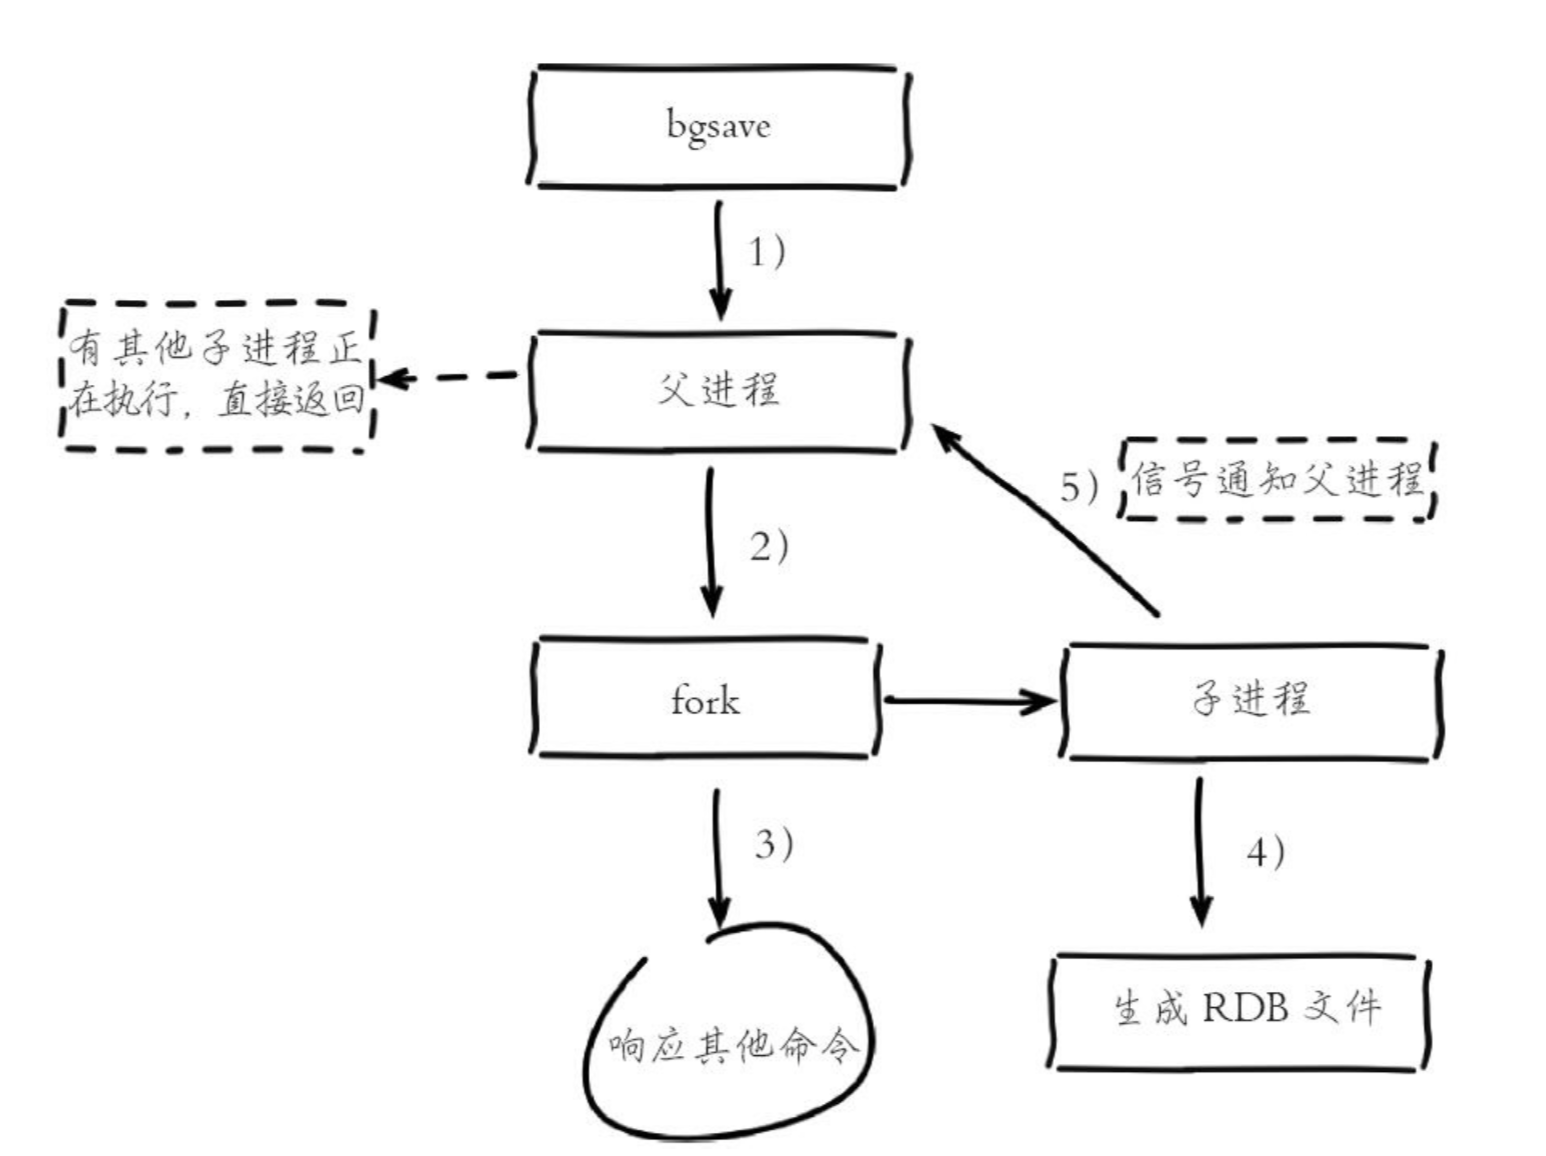 bgsave
1)
有其他子进程正
在执行，直接返回
父进程
5)
信号通知父进程
2)
fork
子进程
3)
4)
响应其他命令
生成 RDB 文件